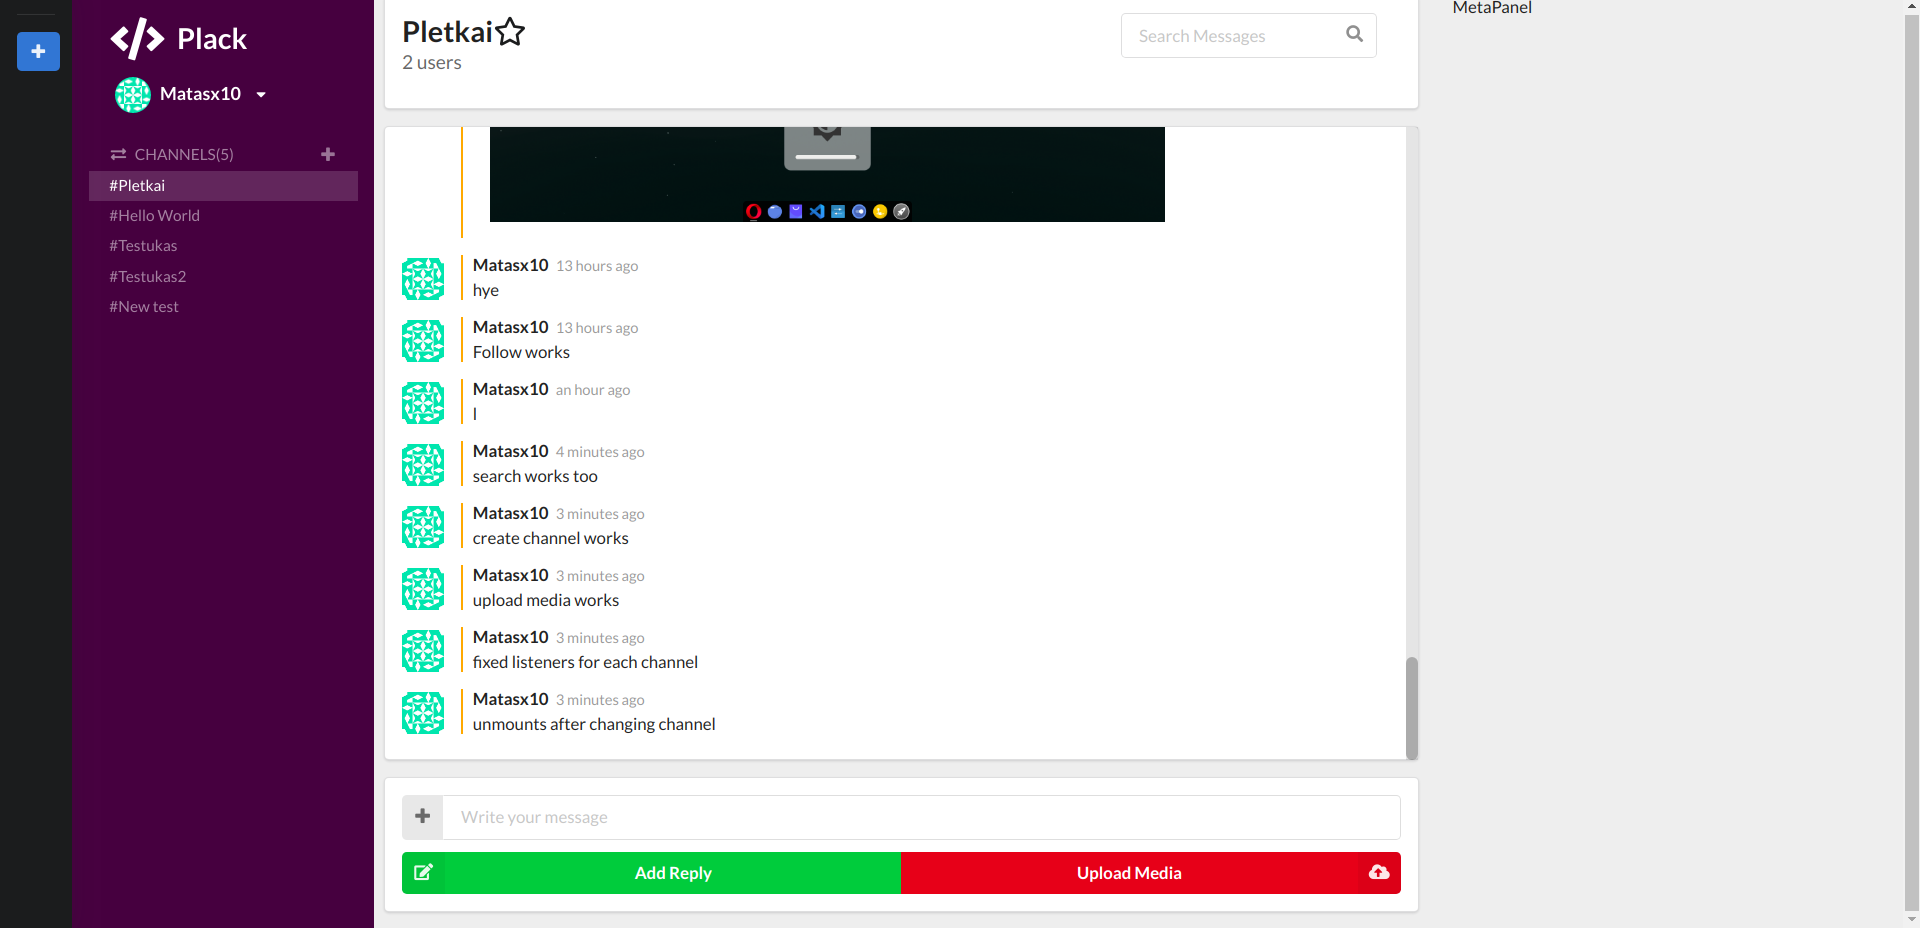 Plack
Matasx10
CHANNELS(5)
#Pletkai
#Hello World
#Testukas
#Testukas2
#New test
Pletkai
2 users
Search Messages
Matasx10 13 hours ago
hye
Matasx10 13 hours ago
Follow works
Matasx10 an hour ago
l
Matasx10 4 minutes ago
search works too
Matasx10 3 minutes ago
create channel works
Matasx10 3 minutes ago
upload media works
Matasx10 3 minutes ago
fixed listeners for each channel
Matasx10 3 minutes ago
unmounts after changing channel
Write your message
Add Reply
Upload Media
MetaPanel